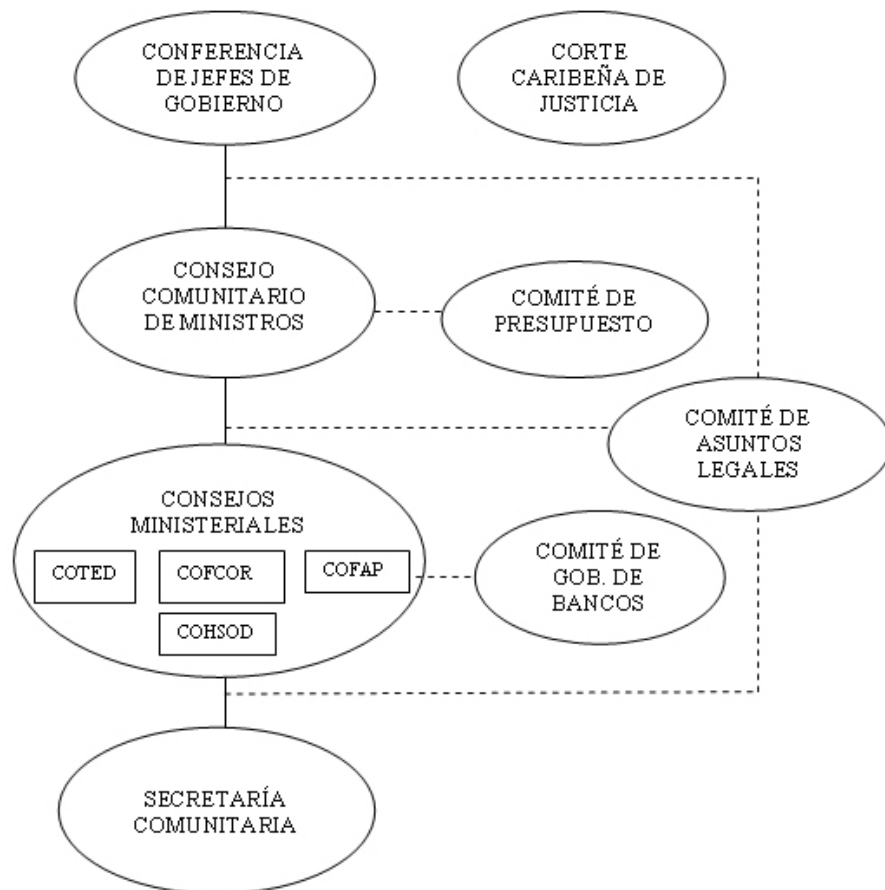 CONFERENCIA
DE JEFES DE
GOBIERNO
CORTE
CARIBEÑA DE
JUSTICIA
CONSEJO
COMUNITARIO
DE MINISTROS
COMITÉ DE
PRESUPUESTO
COMITÉ DE
ASUNTOS
LEGALES
CONSEJOS
MINISTERIALES
COTED
COFCOR
COFAP
COHSOD
COMITÉ DE
GOB. DE
BANCOS
SECRETARÍA
COMUNITARIA